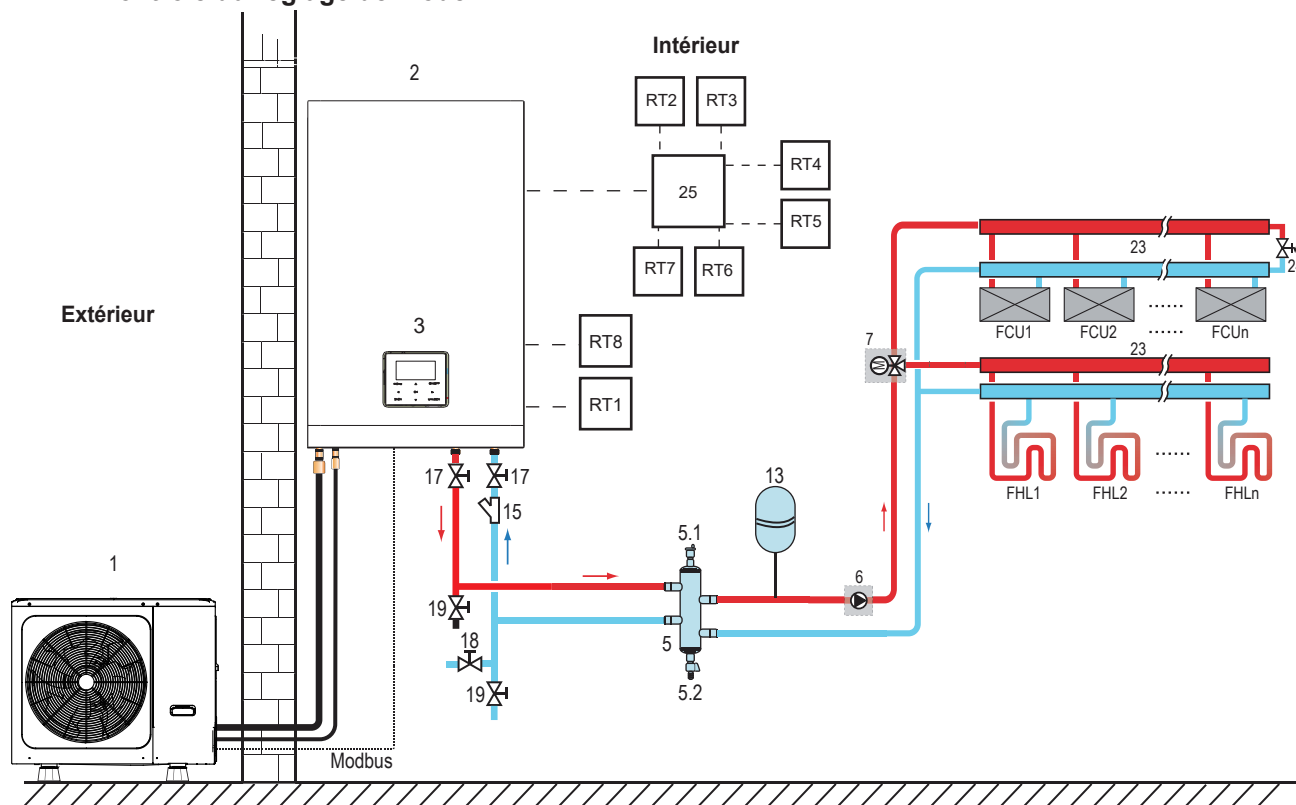 Intérieur
2
RT2 RT3
RT4
25
RT5
RT7 RT6
23
FCU1 FCU2 ...... FCUn
......
Extérieur
3
RT8
7
23
RT1
17 17
13
FHL1 FHL2 ...... FHLn
......
15
5.1
1
6
19
18
5
19
5.2
Modbus